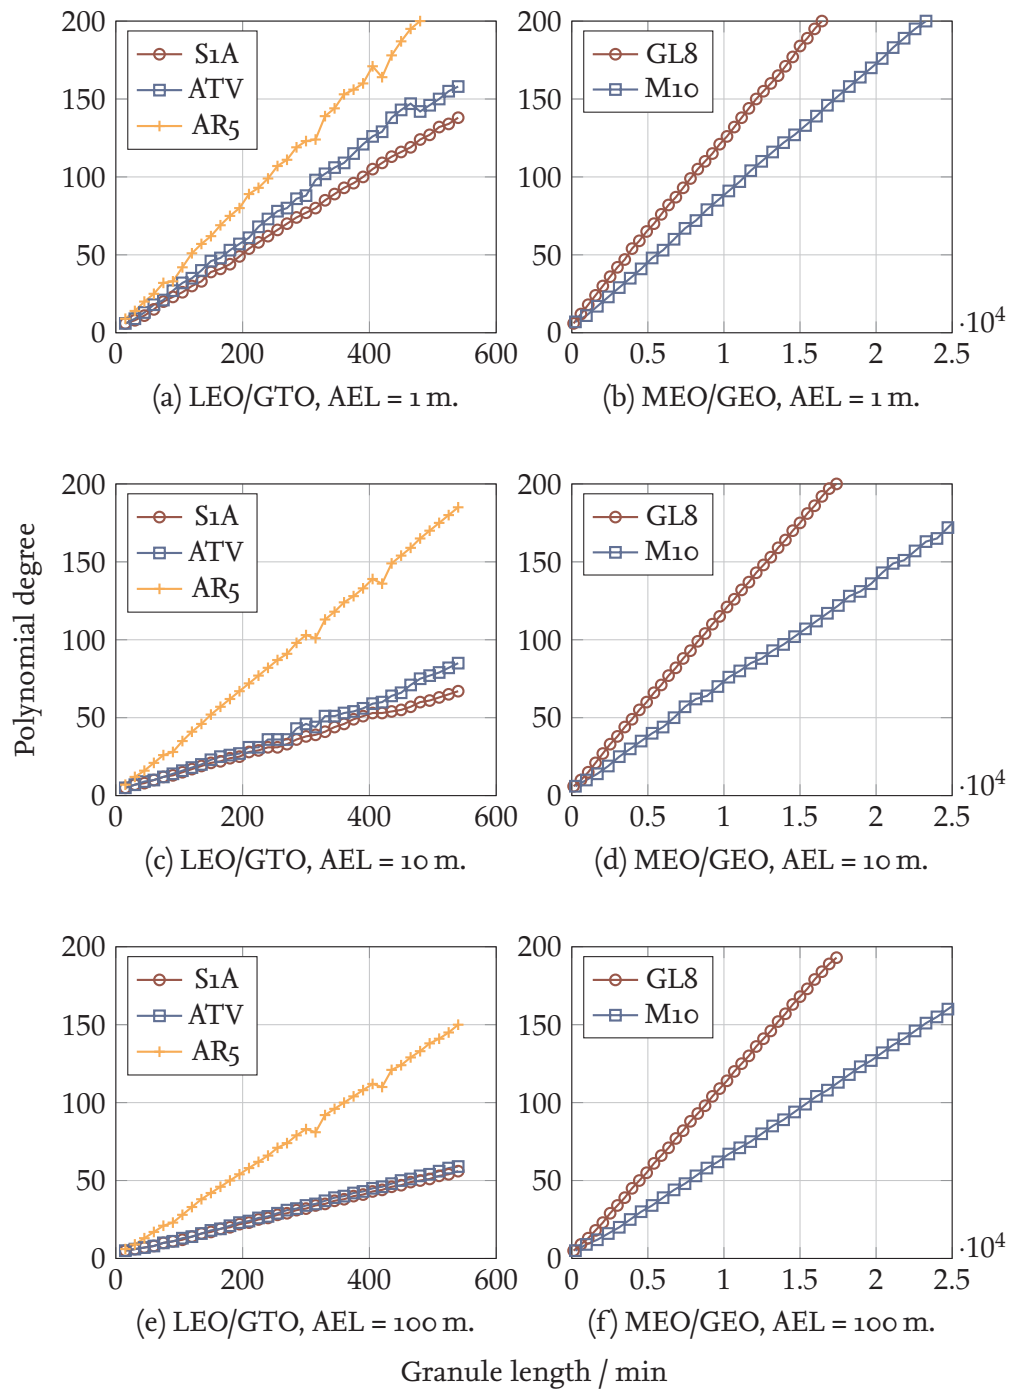 200
150
100
50
0
0 200 400 600
S1A
ATV
AR5
(a) LEO/GTO, AEL = 1 m.
200
150
100
50
0
0 0.5 1 1.5 2 2.5
·10⁴
GL8
M10
(b) MEO/GEO, AEL = 1 m.
Polynomial degree
200
150
100
50
0
0 200 400 600
S1A
ATV
AR5
(c) LEO/GTO, AEL = 10 m.
200
150
100
50
0
0 0.5 1 1.5 2 2.5
·10⁴
GL8
M10
(d) MEO/GEO, AEL = 10 m.
200
150
100
50
0
0 200 400 600
S1A
ATV
AR5
(e) LEO/GTO, AEL = 100 m.
200
150
100
50
0
0 0.5 1 1.5 2 2.5
·10⁴
GL8
M10
(f) MEO/GEO, AEL = 100 m.
Granule length / min